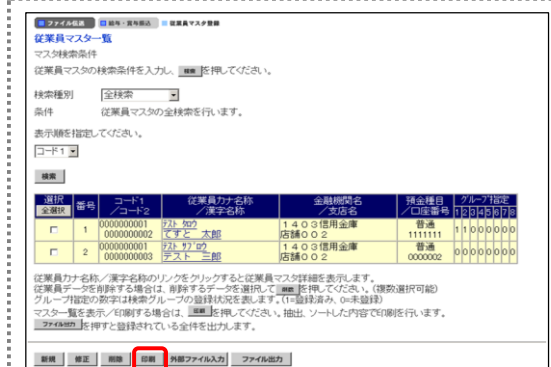 ファイル伝送 給与・賞与振込 従業員マスタ登録
従業員マスター一覧
マスタ検索条件
従業員マスタの検索条件を入力し、検索を押してください。
検索種別 全検索
条件 従業員マスタの全検索を行います。
表示順を指定してください。
コード1
検索
選択 番号 コード1 従業員カナ名称 金融機関名 預金種目 グループ指定
全選択 /コード2 /漢字名称 /支店名 /口座番号 1 2 3 4 5 6 7 8
1 0000000001 ﾃｽﾄ ﾀﾛｳ 1403信用金庫 普通 1 1 0 0 0 0 0 0
0000000002 てすと 太郎 店舗002 1111111
2 0000000001 ﾃｽﾄ ｻﾌﾞﾛｳ 1403信用金庫 普通 0 0 0 0 0 0 0 0
0000000003 テスト 三郎 店舗002 0000002
従業員カナ名称/漢字名称のリンクをクリックすると従業員マスタ詳細を表示します。
従業員データを削除する場合は、削除するデータを選択して削除を押してください。(複数選択可能)
グループ指定の数字は検索グループの登録状況を表します。(1=登録済み、0=未登録)
マスター覧を表示/印刷する場合は、印刷を押してください。抽出、ソートした内容で印刷を行います。
ファイル出力を押すと登録されている全件を出力します。
新規 修正 削除 印刷 外部ファイル入力 ファイル出力